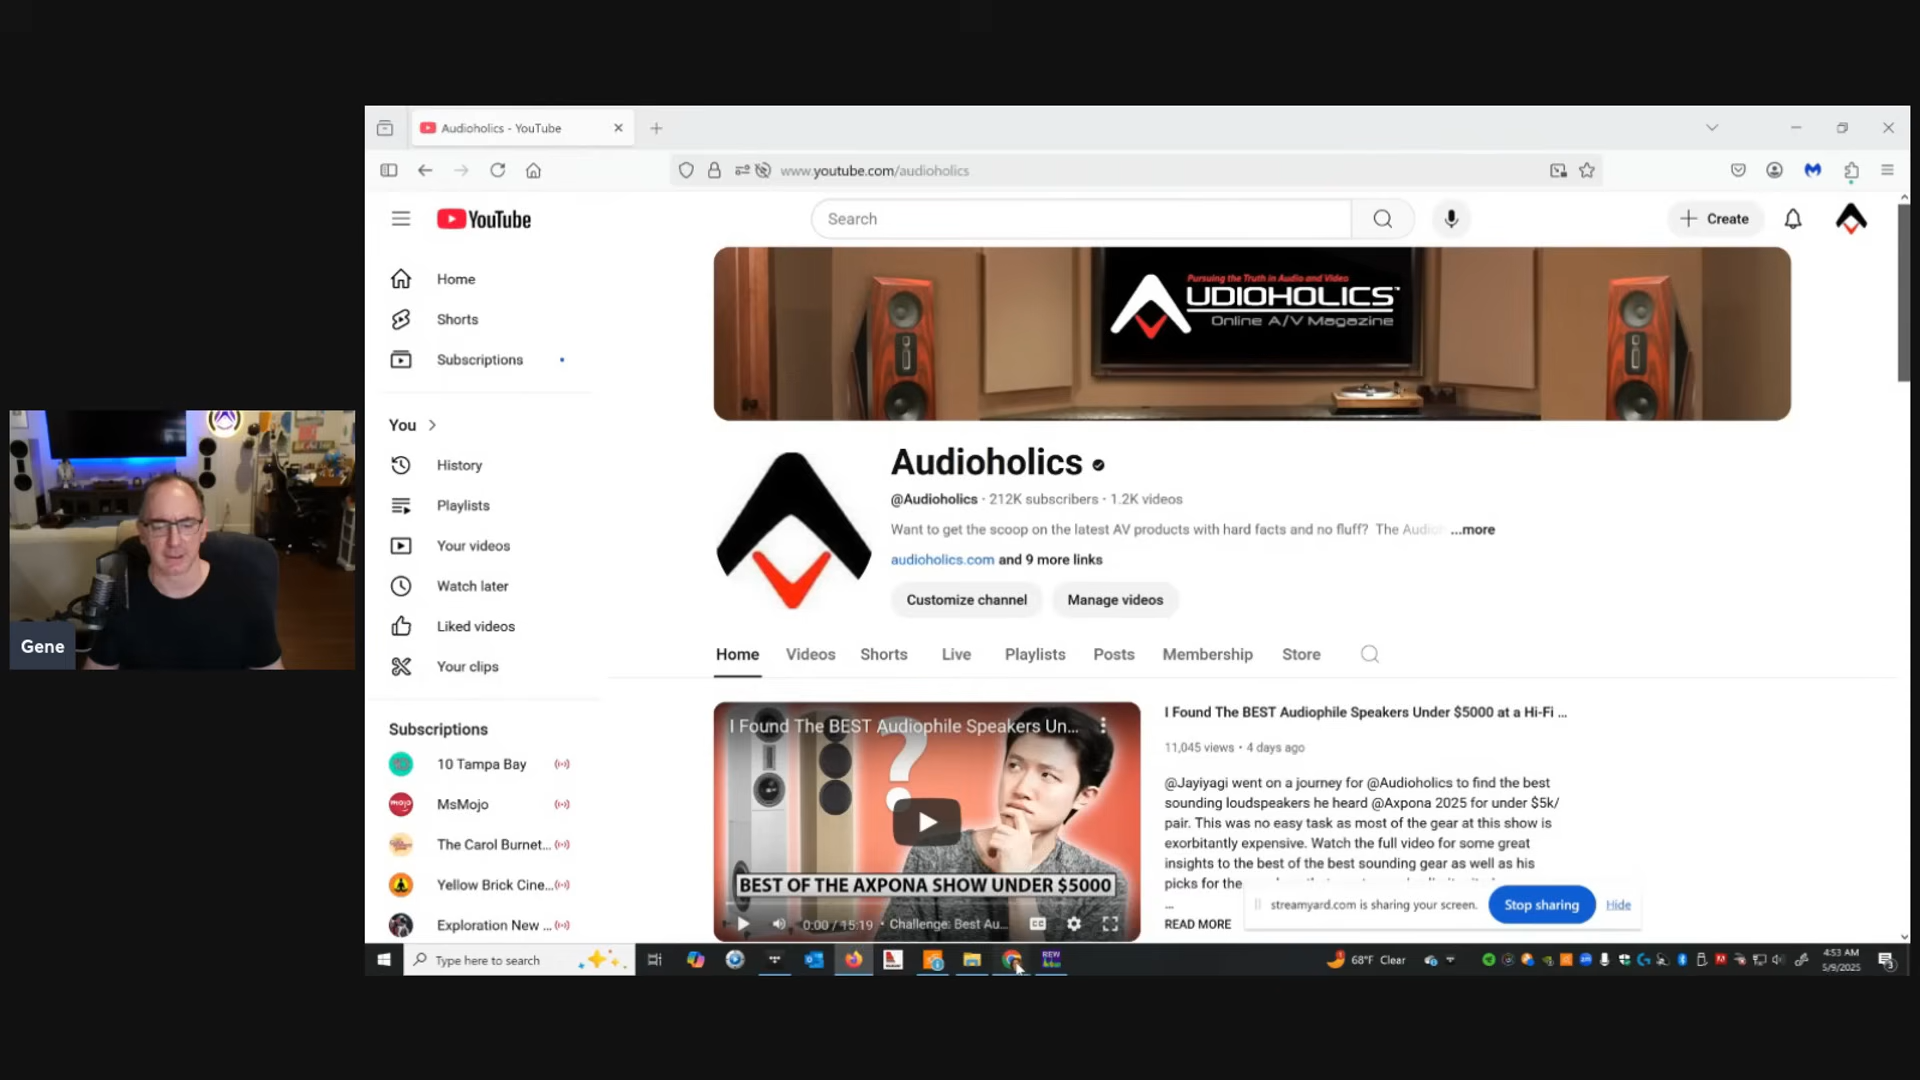 Audioholics - YouTube
www.youtube.com/audioholics
YouTube
Search
Create
Home
Shorts
Subscriptions
You
History
Playlists
Your videos
Watch later
Liked videos
Your clips
Subscriptions
10 Tampa Bay
MsMojo
The Carol Burnet...
Yellow Brick Cine...
Exploration New ...
Gene
Pursuing the Truth in Audio and Video
AUDIOHOLICS™
Online A/V Magazine
Audioholics
@Audioholics · 212K subscribers · 1.2K videos
Want to get the scoop on the latest AV products with hard facts and no fluff? The Audio ...more
audioholics.com and 9 more links
Customize channel
Manage videos
Home
Videos
Shorts
Live
Playlists
Posts
Membership
Store
I Found The BEST Audiophile Speakers Un...
?
BEST OF THE AXPONA SHOW UNDER $5000
0:00 / 15:19 • Challenge: Best Au...
CC
I Found The BEST Audiophile Speakers Under $5000 at a Hi-Fi ...
11,045 views • 4 days ago
@Jayiyagi went on a journey for @Audioholics to find the best
sounding loudspeakers he heard @Axpona 2025 for under $5k/
pair. This was no easy task as most of the gear at this show is
exorbitantly expensive. Watch the full video for some great
insights to the best of the best sounding gear as well as his
picks for the
...
READ MORE
streamyard.com is sharing your screen.
Stop sharing
Hide
Type here to search
REW
68°F Clear
4:53 AM
5/9/2025